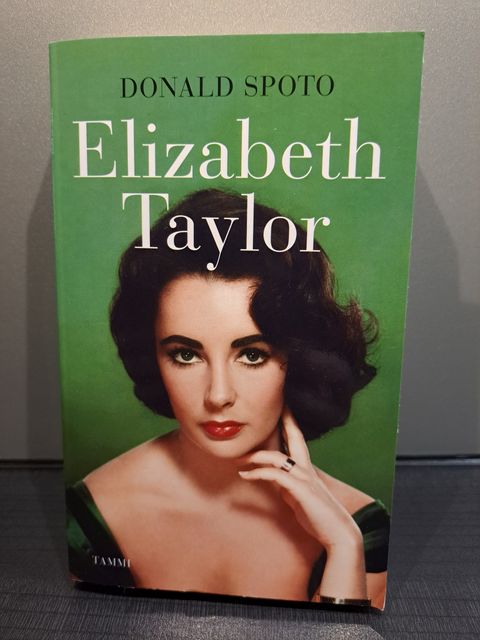 DONALD SPOTO
Elizabeth
Taylor
TAMMI